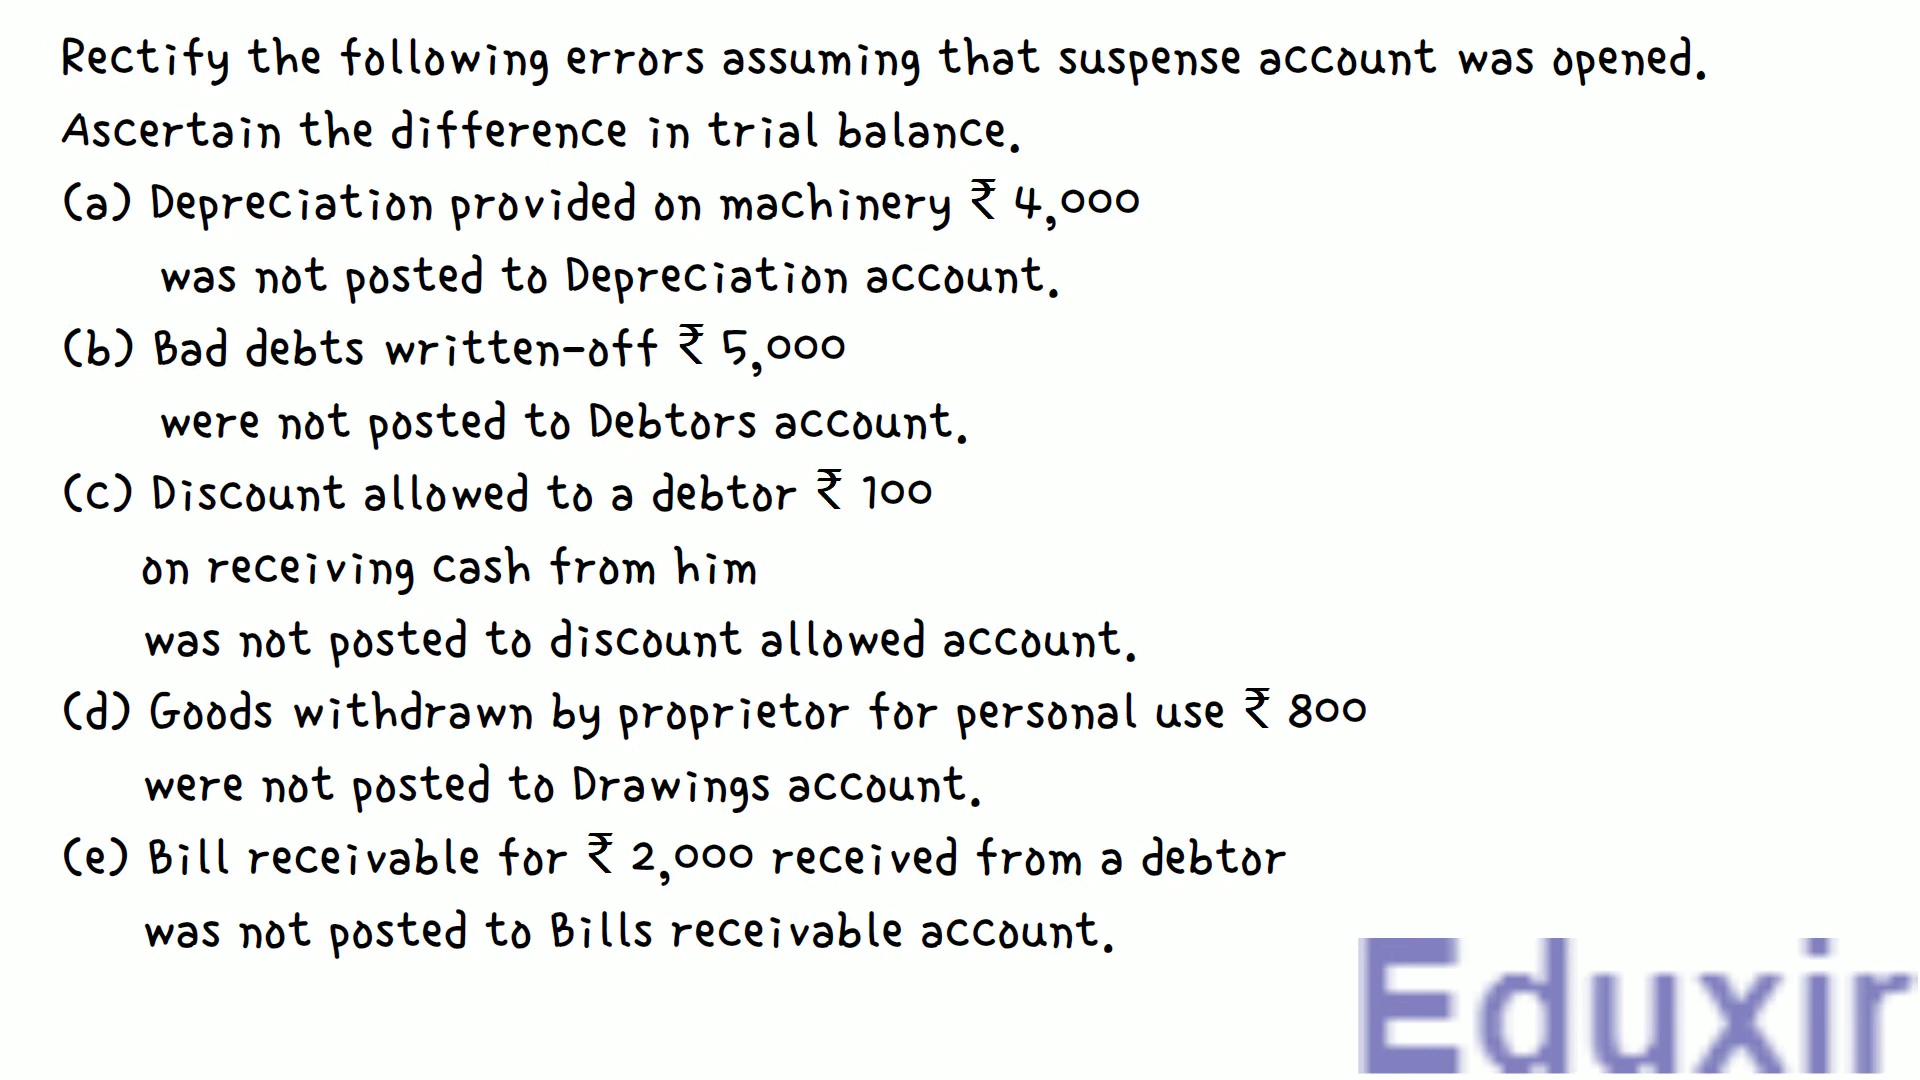 Rectify the following errors assuming that suspense account was opened.
Ascertain the difference in trial balance.
(a) Depreciation provided on machinery ₹ 4,000
was not posted to Depreciation account.
(b) Bad debts written-off ₹ 5,000
were not posted to Debtors account.
(c) Discount allowed to a debtor ₹ 100
on receiving cash from him
was not posted to discount allowed account.
(d) Goods withdrawn by proprietor for personal use ₹ 800
were not posted to Drawings account.
(e) Bill receivable for ₹ 2,000 received from a debtor
was not posted to Bills receivable account.
Eduxir